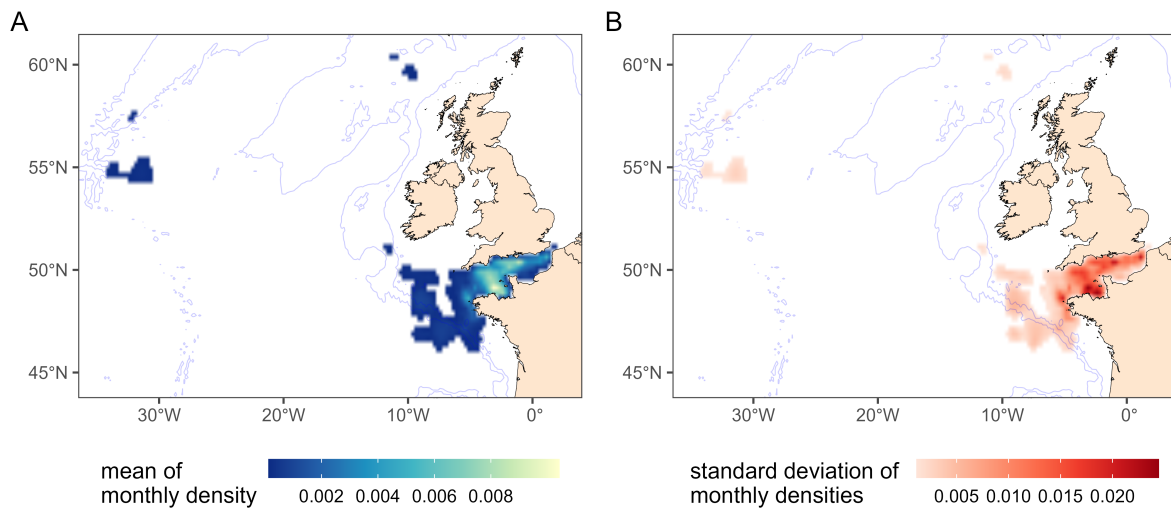 A
B
60°N
55°N
50°N
45°N
30°W
20°W
10°W
0°
60°N
55°N
50°N
45°N
30°W
20°W
10°W
0°
mean of
monthly density
0.002
0.004
0.006
0.008
standard deviation of
monthly densities
0.005
0.010
0.015
0.020